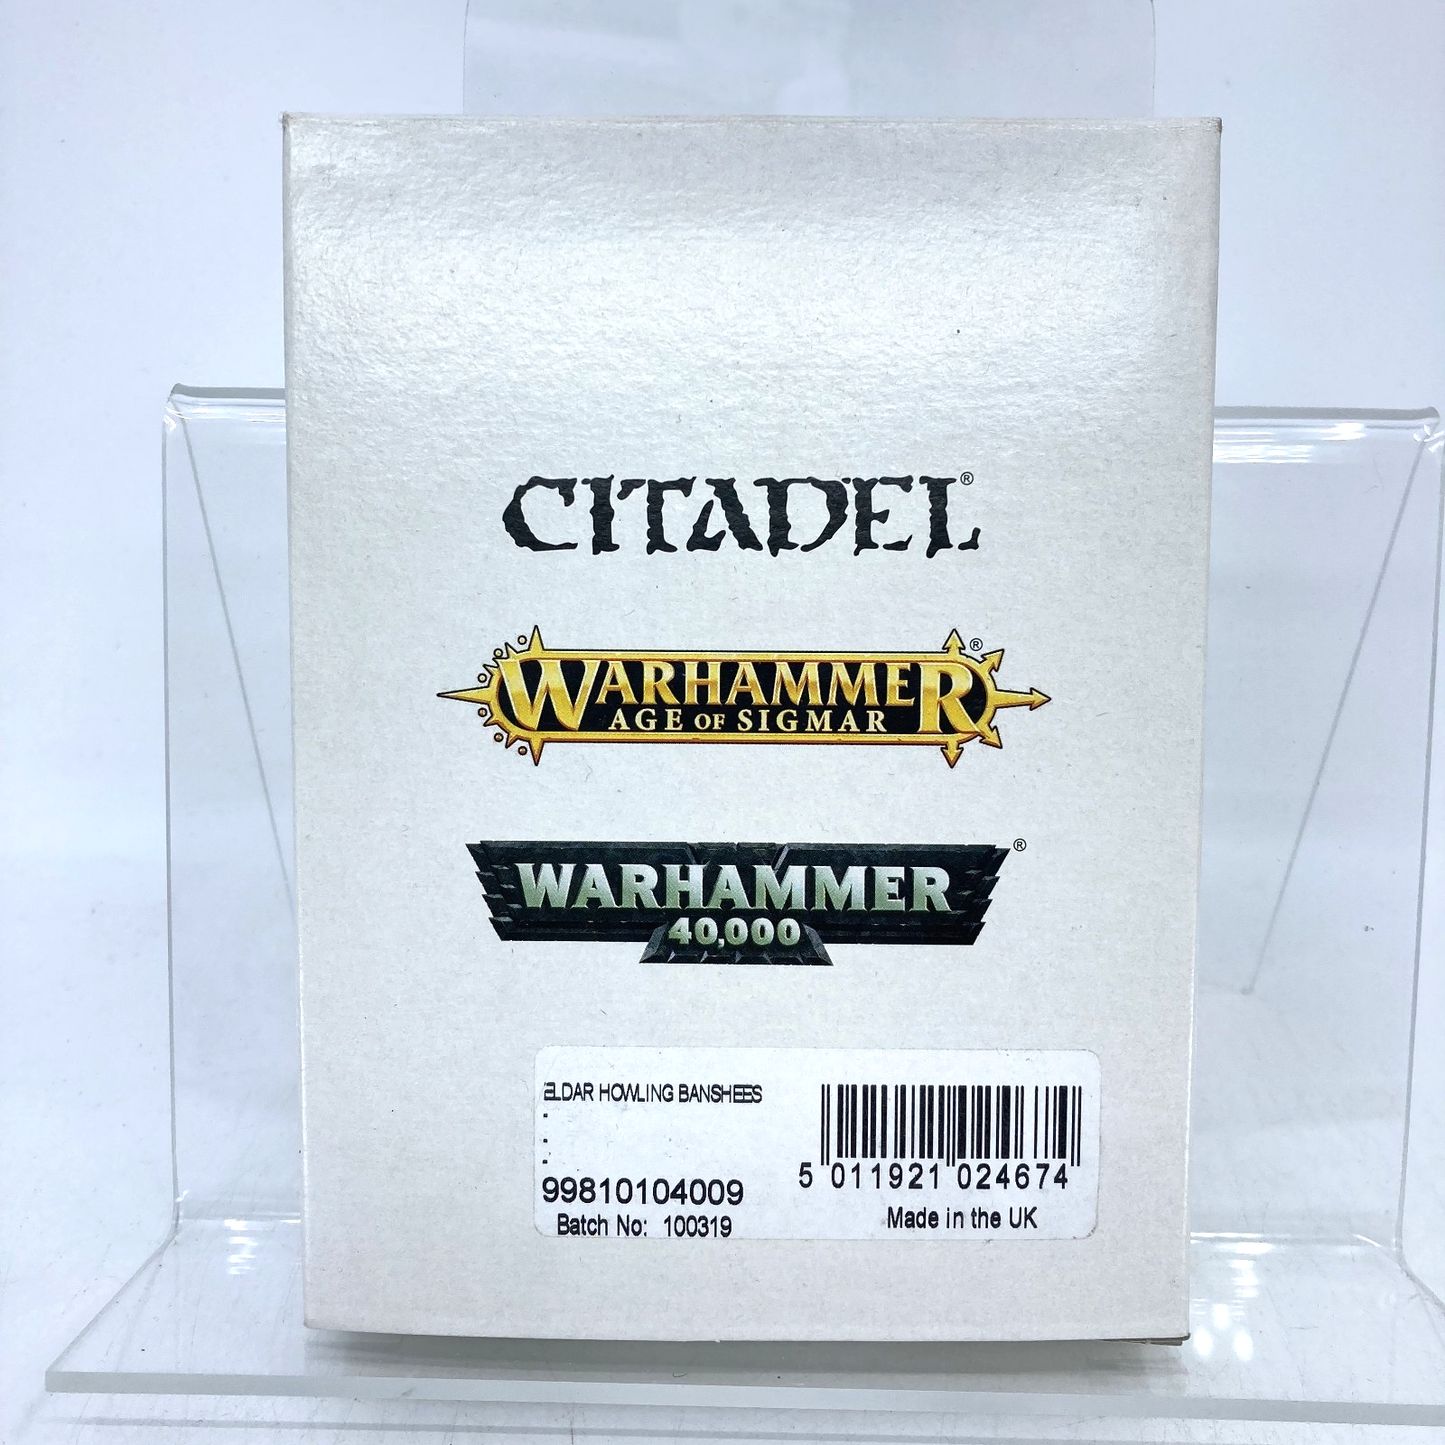 CITADEL®
WARHAMMER®
AGE OF SIGMAR
WARHAMMER®
40,000
ELDAR HOWLING BANSHEES
.
.
.
99810104009
Batch No: 100319
5 011921 024674
Made in the UK